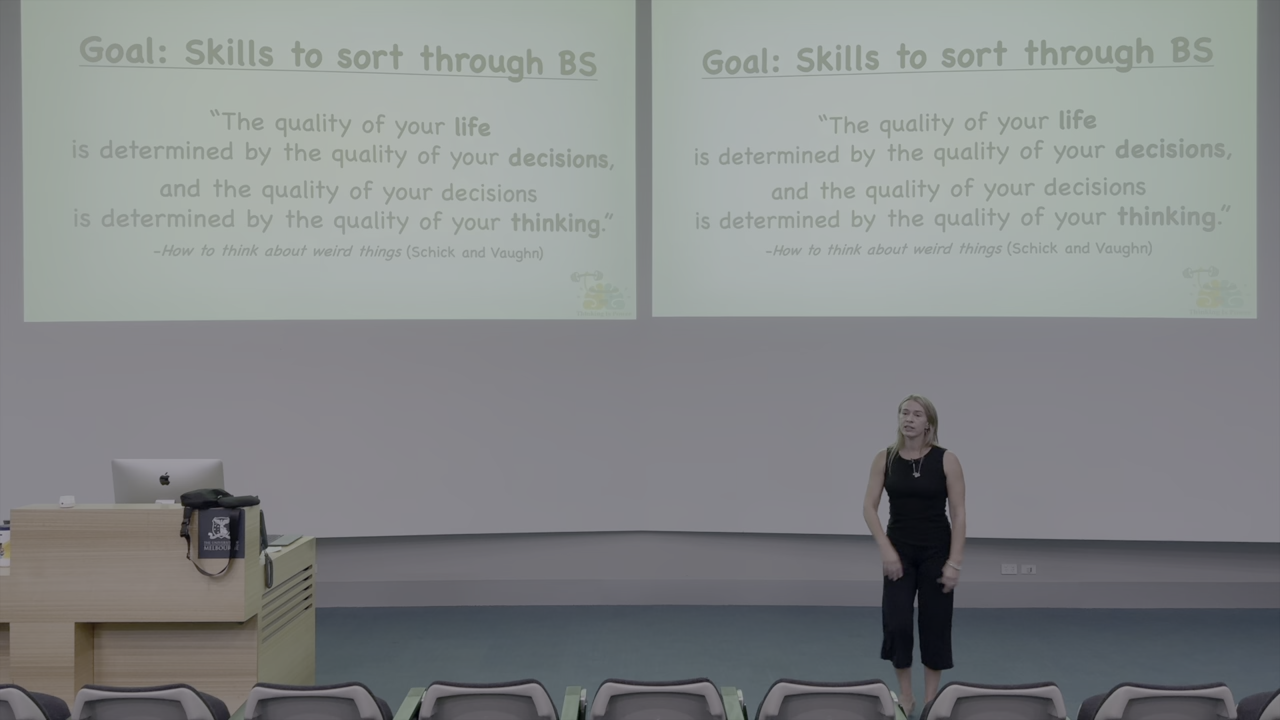 Goal: Skills to sort through BS
“The quality of your life
is determined by the quality of your decisions,
and the quality of your decisions
is determined by the quality of your thinking.”
-How to think about weird things (Schick and Vaughn)
Goal: Skills to sort through BS
“The quality of your life
is determined by the quality of your decisions,
and the quality of your decisions
is determined by the quality of your thinking.”
-How to think about weird things (Schick and Vaughn)
MELBOURNE